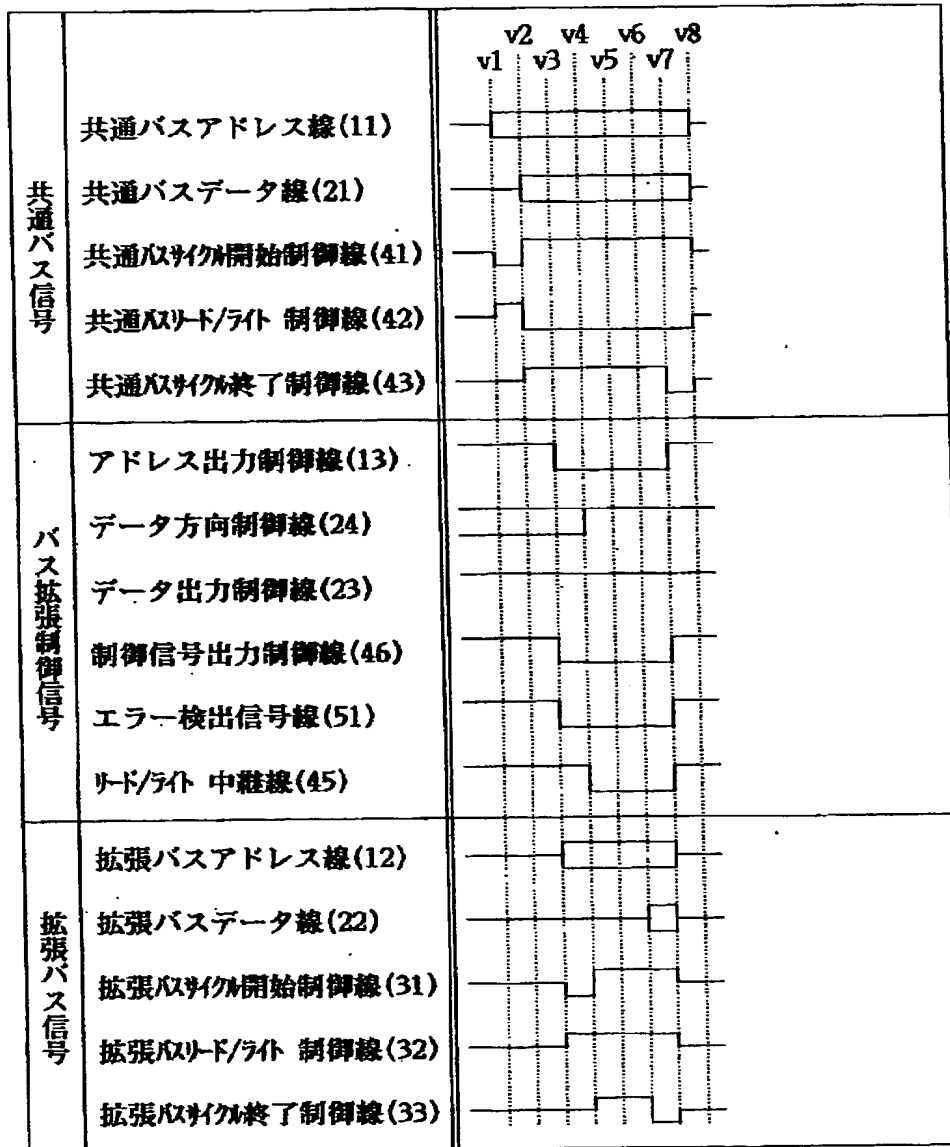 v2 v4 v6 v8
v1 v3 v5 v7
共通バス信号
共通バスアドレス線(11)
共通バスデータ線(21)
共通バスサイクル開始制御線(41)
共通バスリード/ライト 制御線(42)
共通バスサイクル終了制御線(43)
バス拡張制御信号
アドレス出力制御線(13)
データ方向制御線(24)
データ出力制御線(23)
制御信号出力制御線(46)
エラー検出信号線(51)
リード/ライト 中継線(45)
拡張バス信号
拡張バスアドレス線(12)
拡張バスデータ線(22)
拡張バスサイクル開始制御線(31)
拡張バスリード/ライト 制御線(32)
拡張バスサイクル終了制御線(33)